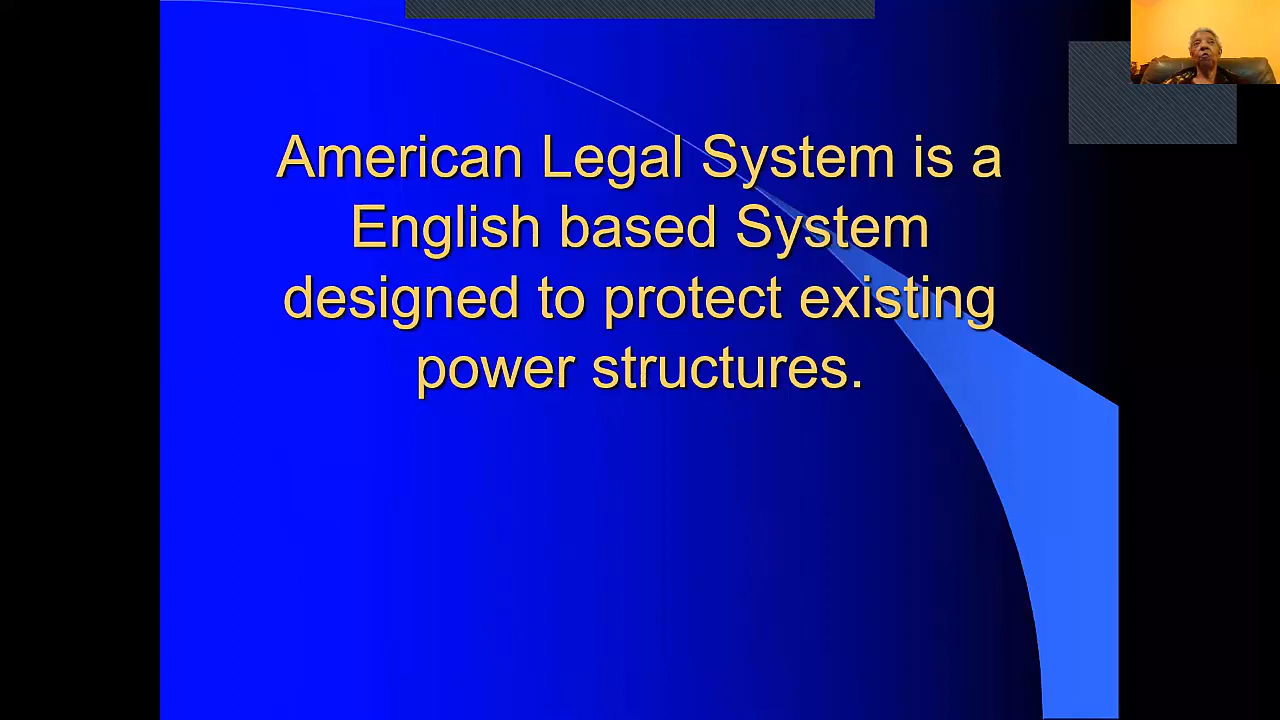 American Legal System is a
English based System
designed to protect existing
power structures.